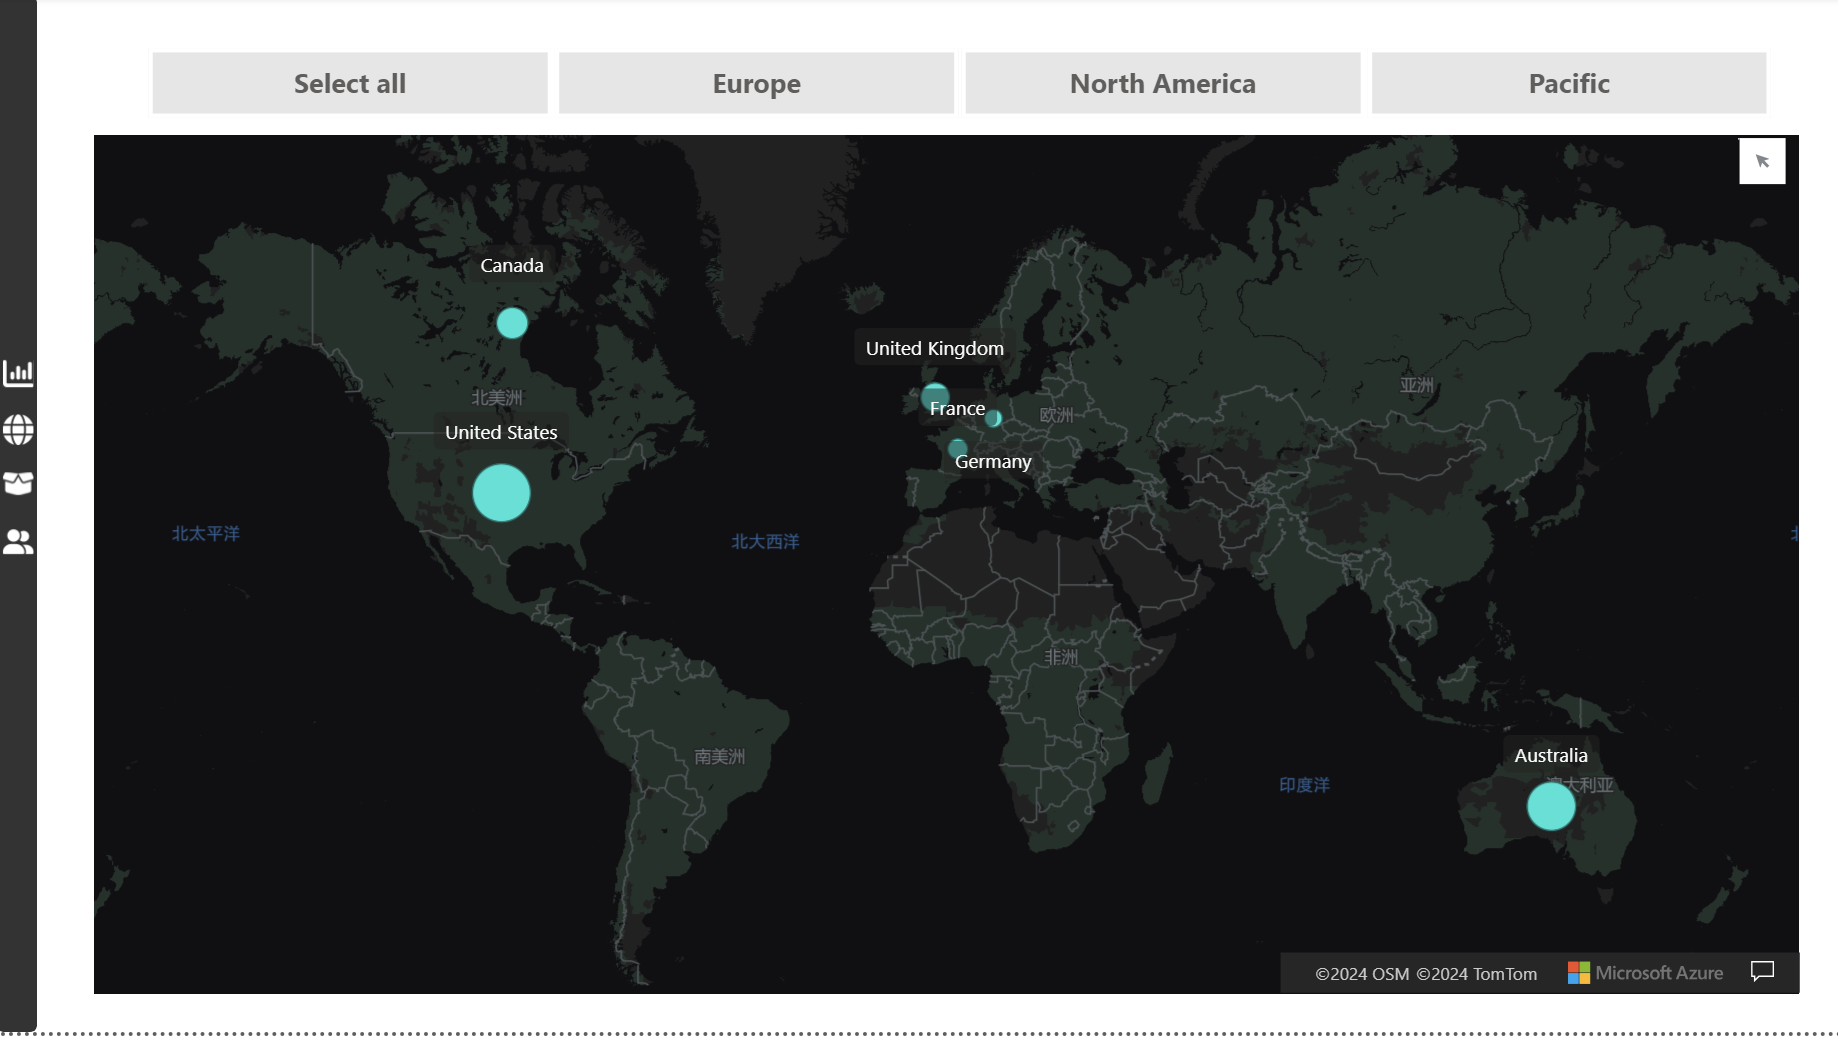 Select all
Europe
North America
Pacific
Canada
United Kingdom
北美洲
亚洲
France
欧洲
United States
Germany
北太平洋
北大西洋
非洲
南美洲
Australia
印度洋
大利亚
©2024 OSM ©2024 TomTom
Microsoft Azure